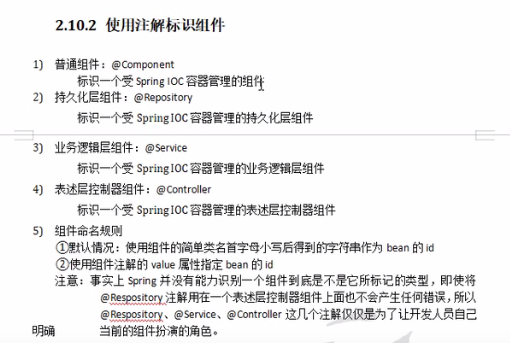 2.10.2 使用注解标识组件
1) 普通组件：@Component
标识一个受 Spring IOC 容器管理的组件
2) 持久化层组件：@Repository
标识一个受 Spring IOC 容器管理的持久化层组件
3) 业务逻辑层组件：@Service
标识一个受 Spring IOC 容器管理的业务逻辑层组件
4) 表述层控制器组件：@Controller
标识一个受 Spring IOC 容器管理的表述层控制器组件
5) 组件命名规则
①默认情况：使用组件的简单类名首字母小写后得到的字符串作为 bean 的 id
②使用组件注解的 value 属性指定 bean 的 id
注意：事实上 Spring 并没有能力识别一个组件到底是不是它所标记的类型，即使将
@Respository 注解用在一个表述层控制器组件上面也不会产生任何错误，所以
@Respository、@Service、@Controller 这几个注解仅仅是为了让开发人员自己
明确 当前的组件扮演的角色。